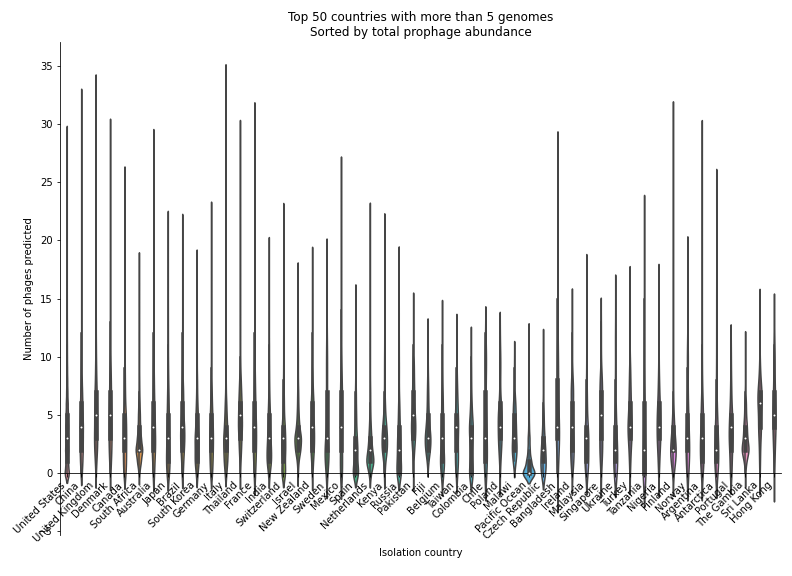 Top 50 countries with more than 5 genomes
Sorted by total prophage abundance
Number of phages predicted
35
30
25
20
15
10
5
0
United States
China
United Kingdom
Denmark
Canada
South Africa
Australia
Japan
Brazil
South Korea
Germany
Italy
Thailand
France
India
Switzerland
Israel
New Zealand
Sweden
Mexico
Spain
Netherlands
Kenya
Russia
Pakistan
Fiji
Belgium
Taiwan
Colombia
Chile
Poland
Malawi
Pacific Ocean
Czech Republic
Bangladesh
Ireland
Malaysia
Singapore
Ukraine
Turkey
Tanzania
Nigeria
Finland
Norway
Argentina
Antarctica
Portugal
The Gambia
Sri Lanka
Hong Kong
Isolation country